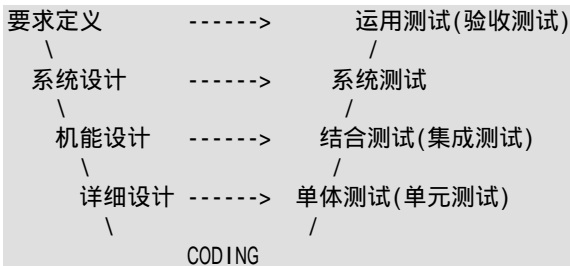 要求定义 ------> 运用测试(验收测试)
\ /
系统设计 ------> 系统测试
\ /
机能设计 ------> 结合测试(集成测试)
\ /
详细设计 ------> 单体测试(单元测试)
\ /
CODING